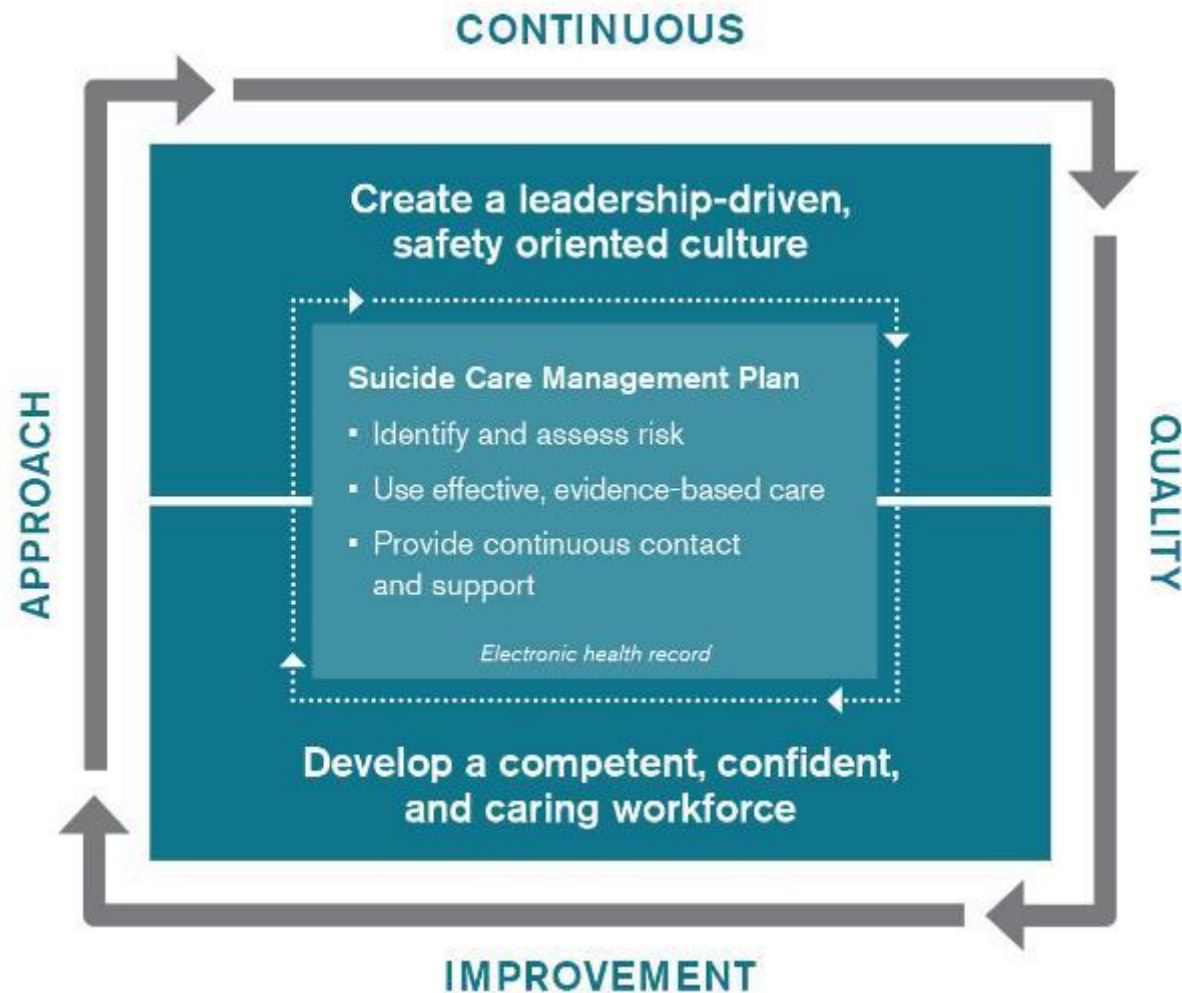 CONTINUOUS
Create a leadership-driven,
safety oriented culture
Suicide Care Management Plan
▪ Identify and assess risk
▪ Use effective, evidence-based care
▪ Provide continuous contact
and support
Electronic health record
Develop a competent, confident,
and caring workforce
QUALITY
IMPROVEMENT
APPROACH